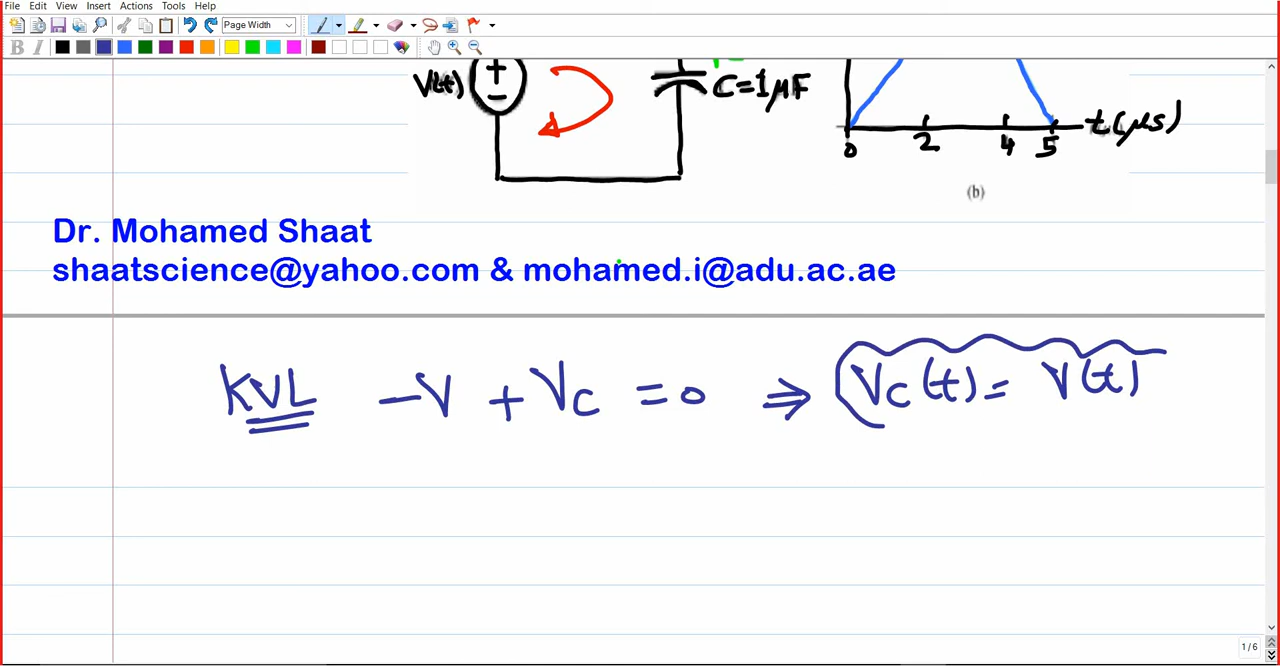 File Edit View Insert Actions Tools Help
Page Width
B I
V(t) + − C=1μF
0 2 4 5 t(μs)
(b)
Dr. Mohamed Shaat
shaatscience@yahoo.com & mohamed.i@adu.ac.ae
KVL −V + Vc = 0 ⇒ Vc(t) = V(t)
1/6